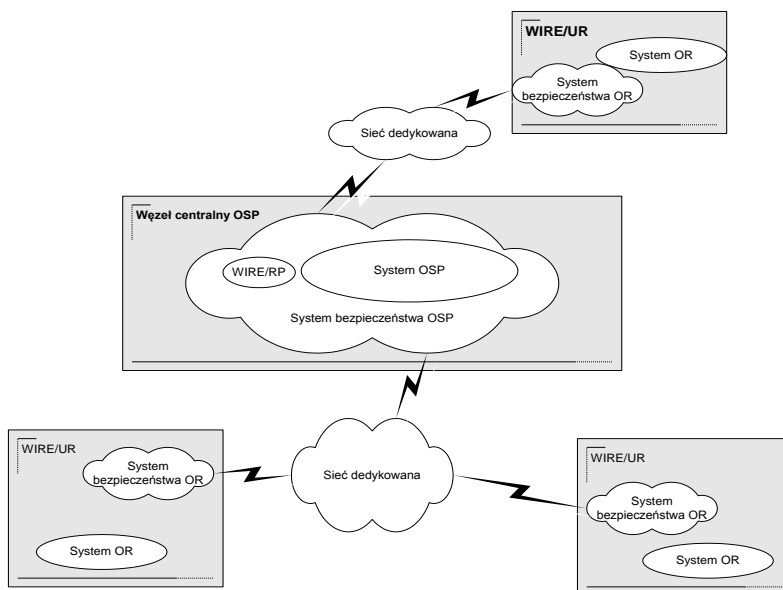 WIRE/UR
System OR
System
bezpieczeństwa OR
Sieć dedykowana
Węzeł centralny OSP
WIRE/RP
System OSP
System bezpieczeństwa OSP
WIRE/UR
System
bezpieczeństwa OR
System OR
Sieć dedykowana
WIRE/UR
System
bezpieczeństwa OR
System OR